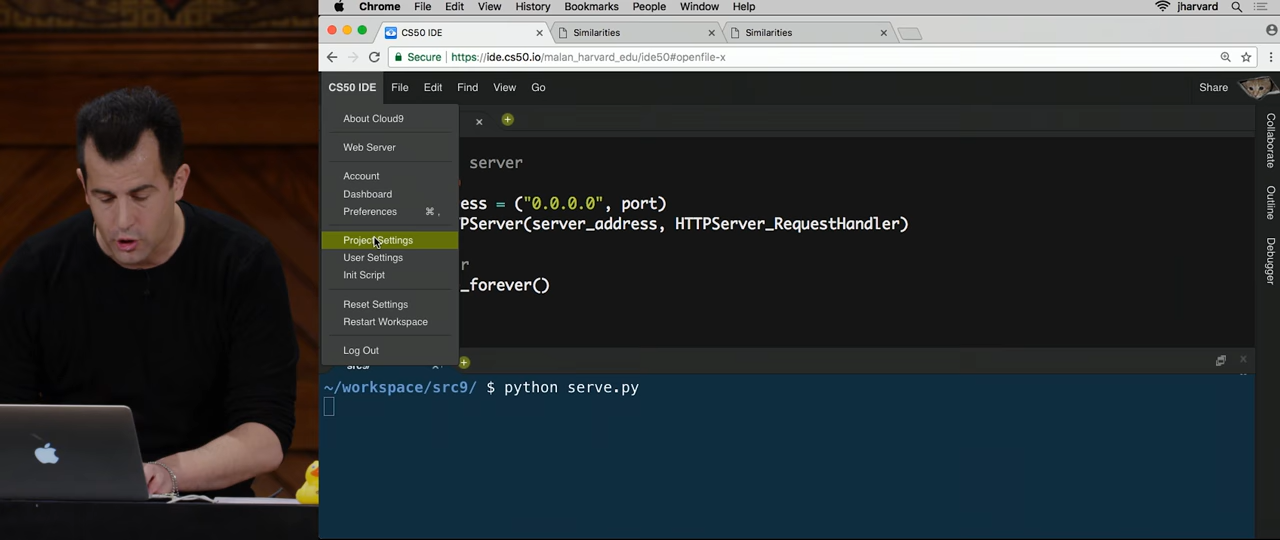 Chrome File Edit View History Bookmarks People Window Help jharvard
CS50 IDE Similarities Similarities
Secure https://ide.cs50.io/malan_harvard_edu/ide50#openfile-x
CS50 IDE File Edit Find View Go Share
About Cloud9
Web Server
Account
Dashboard
Preferences ⌘ ,
Project Settings
User Settings
Init Script
Reset Settings
Restart Workspace
Log Out
server
ess = ("0.0.0.0", port)
PServer(server_address, HTTPServer_RequestHandler)
r
_forever()
Collaborate
Outline
Debugger
~/workspace/src9/ $ python serve.py